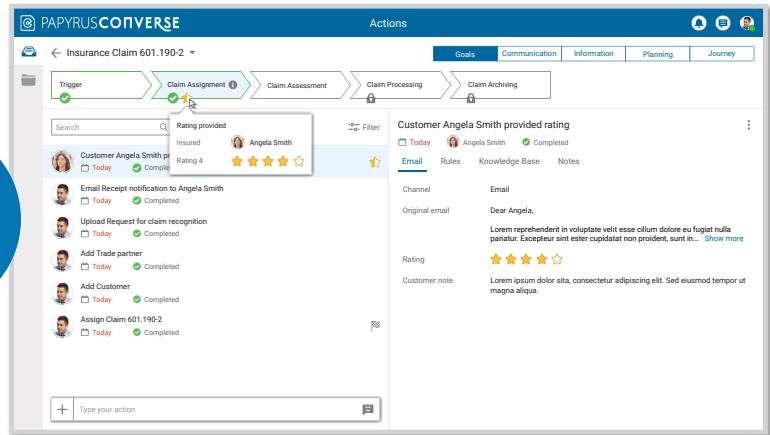 PAPYRUSCONVERSE
Actions
Insurance Claim 601.190-2
Goals
Communication
Information
Planning
Journey
Trigger
Claim Assignment
Claim Assessment
Claim Processing
Claim Archiving
Search
Filter
Rating provided
Insured
Angela Smith
Rating 4
Customer Angela Smith pr
Today
Comple
Email Receipt notification to Angela Smith
Today
Completed
Upload Request for claim recognition
Today
Completed
Add Trade partner
Today
Completed
Add Customer
Today
Completed
Assign Claim 601.190-2
Today
Completed
Type your action
Customer Angela Smith provided rating
Today
Angela Smith
Completed
Email
Rules
Knowledge Base
Notes
Channel
Email
Original email
Dear Angela,
Lorem reprehenderit in voluptate velit esse cillum dolore eu fugiat nulla
pariatur. Excepteur sint ester cupidatat non proident, sunt in... Show more
Rating
Customer note
Lorem ipsum dolor sita, consectetur adipiscing elit. Sed eiusmod tempor ut
magna aliqua.